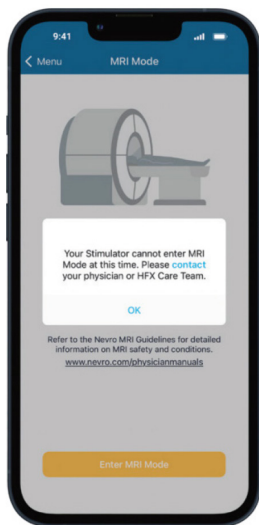 9:41
Menu
MRI Mode
Your Stimulator cannot enter MRI
Mode at this time. Please contact
your physician or HFX Care Team.
OK
Refer to the Nevro MRI Guidelines for detailed
information on MRI safety and conditions.
www.nevro.com/physicianmanuals
Enter MRI Mode